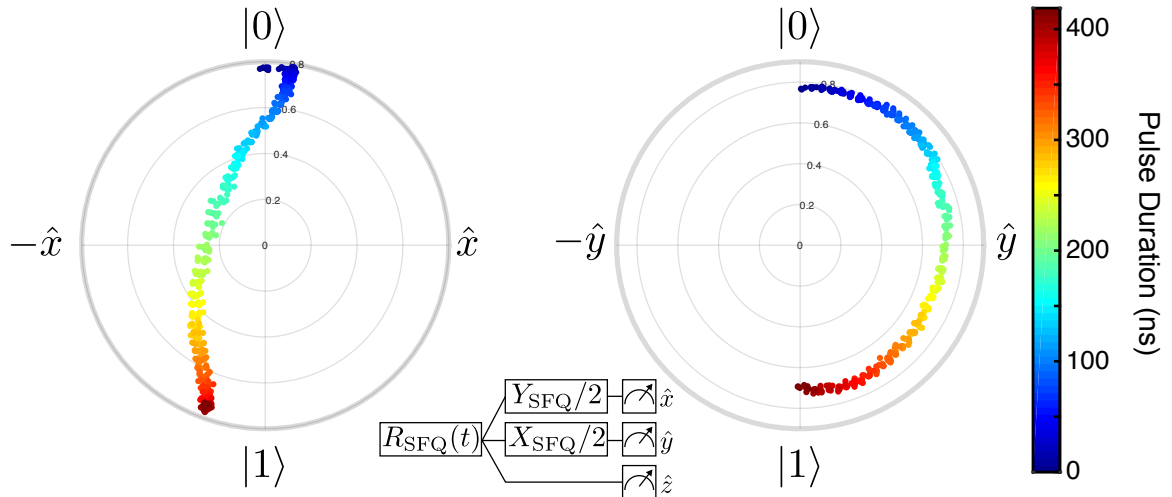 |0⟩
0.8
0.6
0.4
0.2
0
−x̂
x̂
|1⟩
|0⟩
0.8
0.6
0.4
0.2
0
−ŷ
ŷ
|1⟩
R_SFQ(t)
Y_SFQ/2
x̂
X_SFQ/2
ŷ
ẑ
400
300
200
100
0
Pulse Duration (ns)